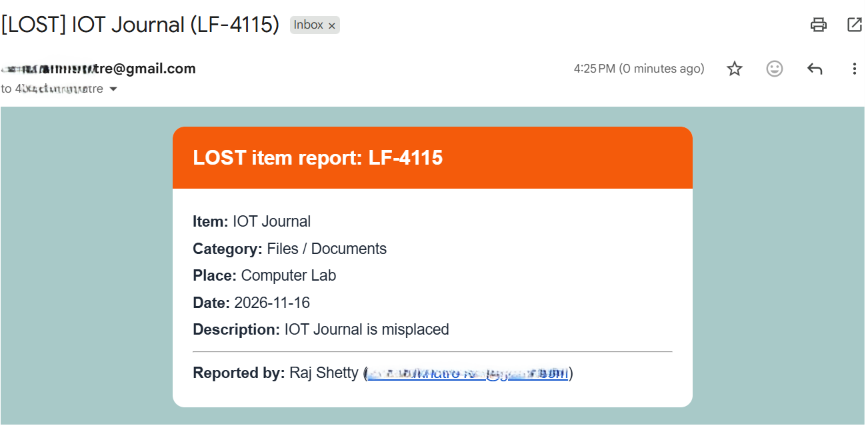 [LOST] IOT Journal (LF-4115) Inbox ×
tre@gmail.com 4:25 PM (0 minutes ago)
to
LOST item report: LF-4115
Item: IOT Journal
Category: Files / Documents
Place: Computer Lab
Date: 2026-11-16
Description: IOT Journal is misplaced
Reported by: Raj Shetty ( )